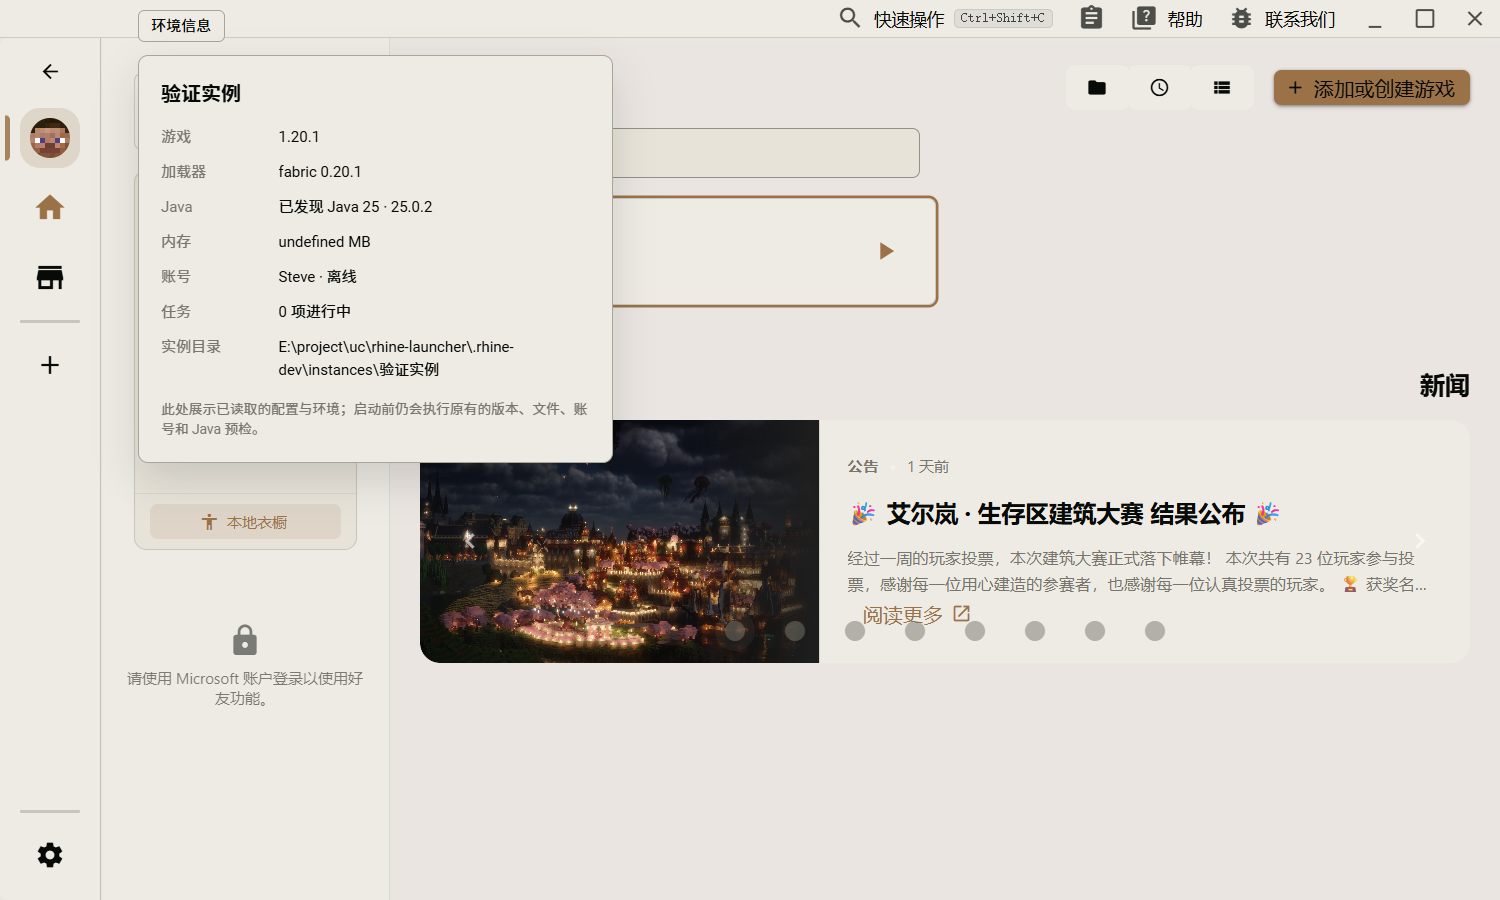 环境信息
快速操作 Ctrl+Shift+C
帮助
联系我们
验证实例
游戏 1.20.1
加载器 fabric 0.20.1
Java 已发现 Java 25 · 25.0.2
内存 undefined MB
账号 Steve · 离线
任务 0 项进行中
实例目录 E:\project\uc\rhine-launcher\.rhine-
dev\instances\验证实例
此处展示已读取的配置与环境；启动前仍会执行原有的版本、文件、账
号和 Java 预检。
添加或创建游戏
新闻
公告 1 天前
🎉 艾尔岚 · 生存区建筑大赛 结果公布 🎉
经过一周的玩家投票，本次建筑大赛正式落下帷幕！ 本次共有 23 位玩家参与投
票，感谢每一位用心建造的参赛者，也感谢每一位认真投票的玩家。 🏆 获奖名...
阅读更多
本地衣橱
请使用 Microsoft 账户登录以使用好
友功能。